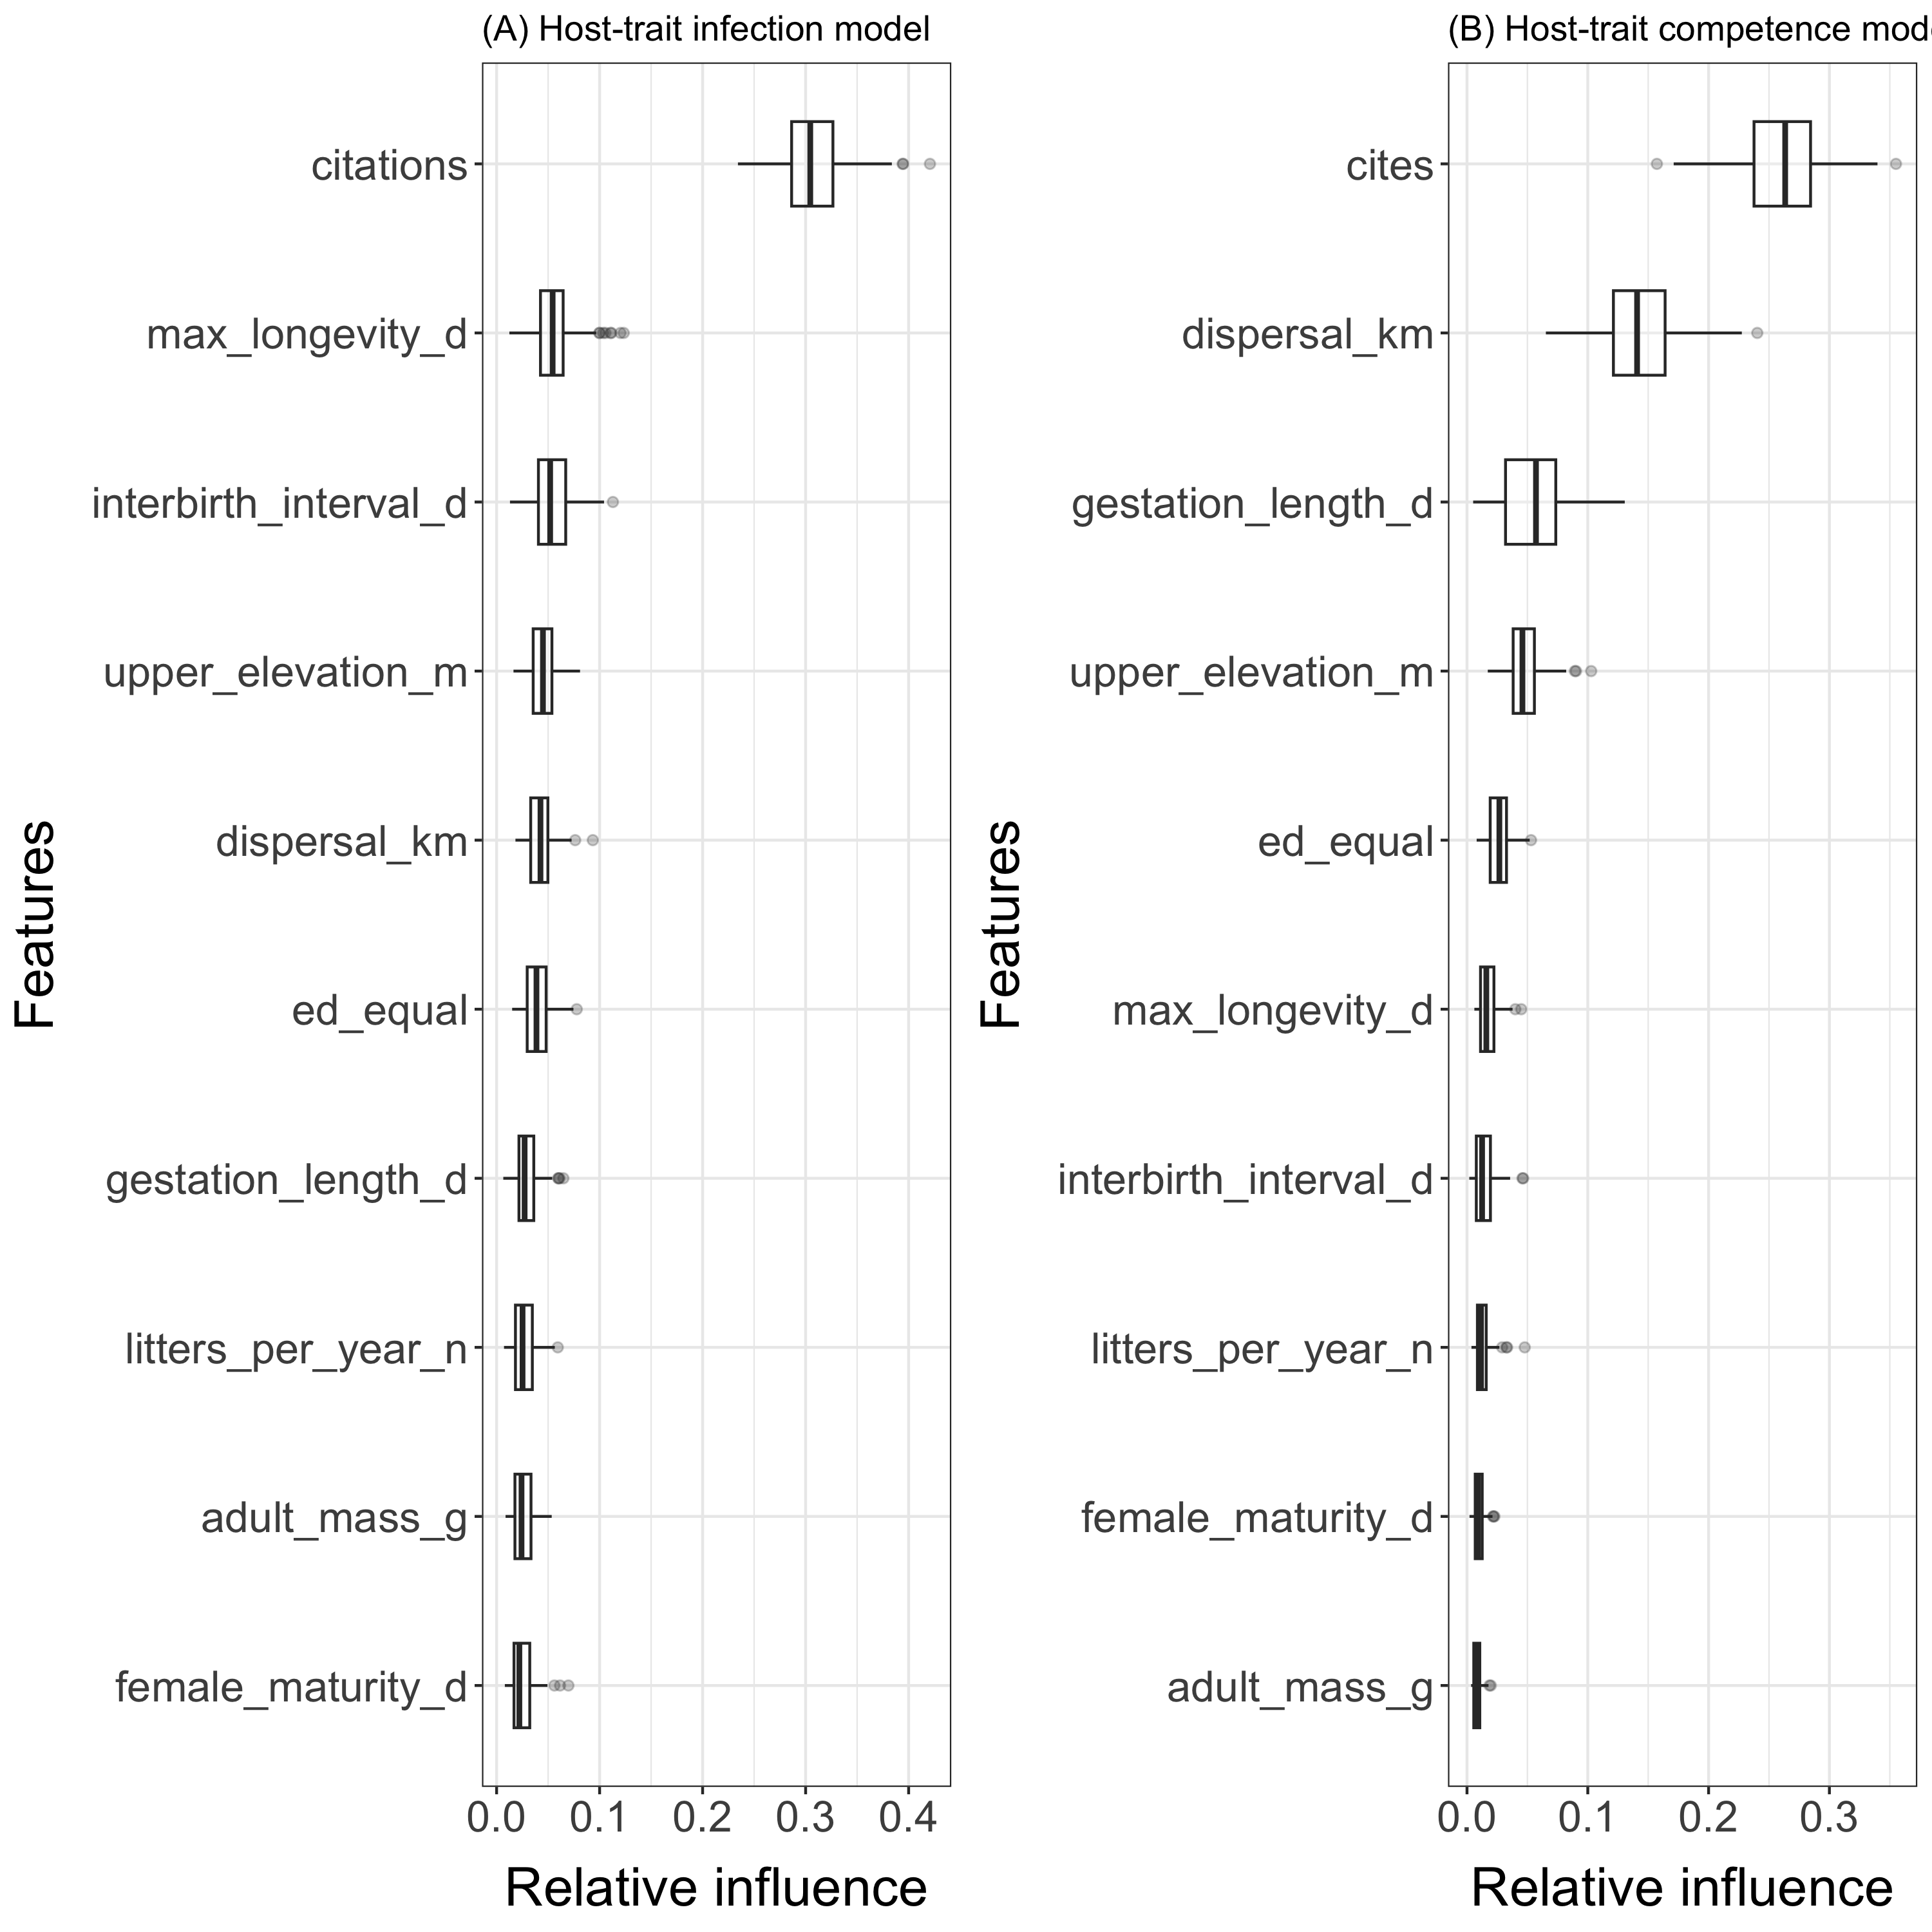 (A) Host-trait infection model
citations
max_longevity_d
interbirth_interval_d
upper_elevation_m
dispersal_km
ed_equal
gestation_length_d
litters_per_year_n
adult_mass_g
female_maturity_d
Features
0.0 0.1 0.2 0.3 0.4
Relative influence
(B) Host-trait competence mod
cites
dispersal_km
gestation_length_d
upper_elevation_m
ed_equal
max_longevity_d
interbirth_interval_d
litters_per_year_n
female_maturity_d
adult_mass_g
Features
0.0 0.1 0.2 0.3
Relative influence